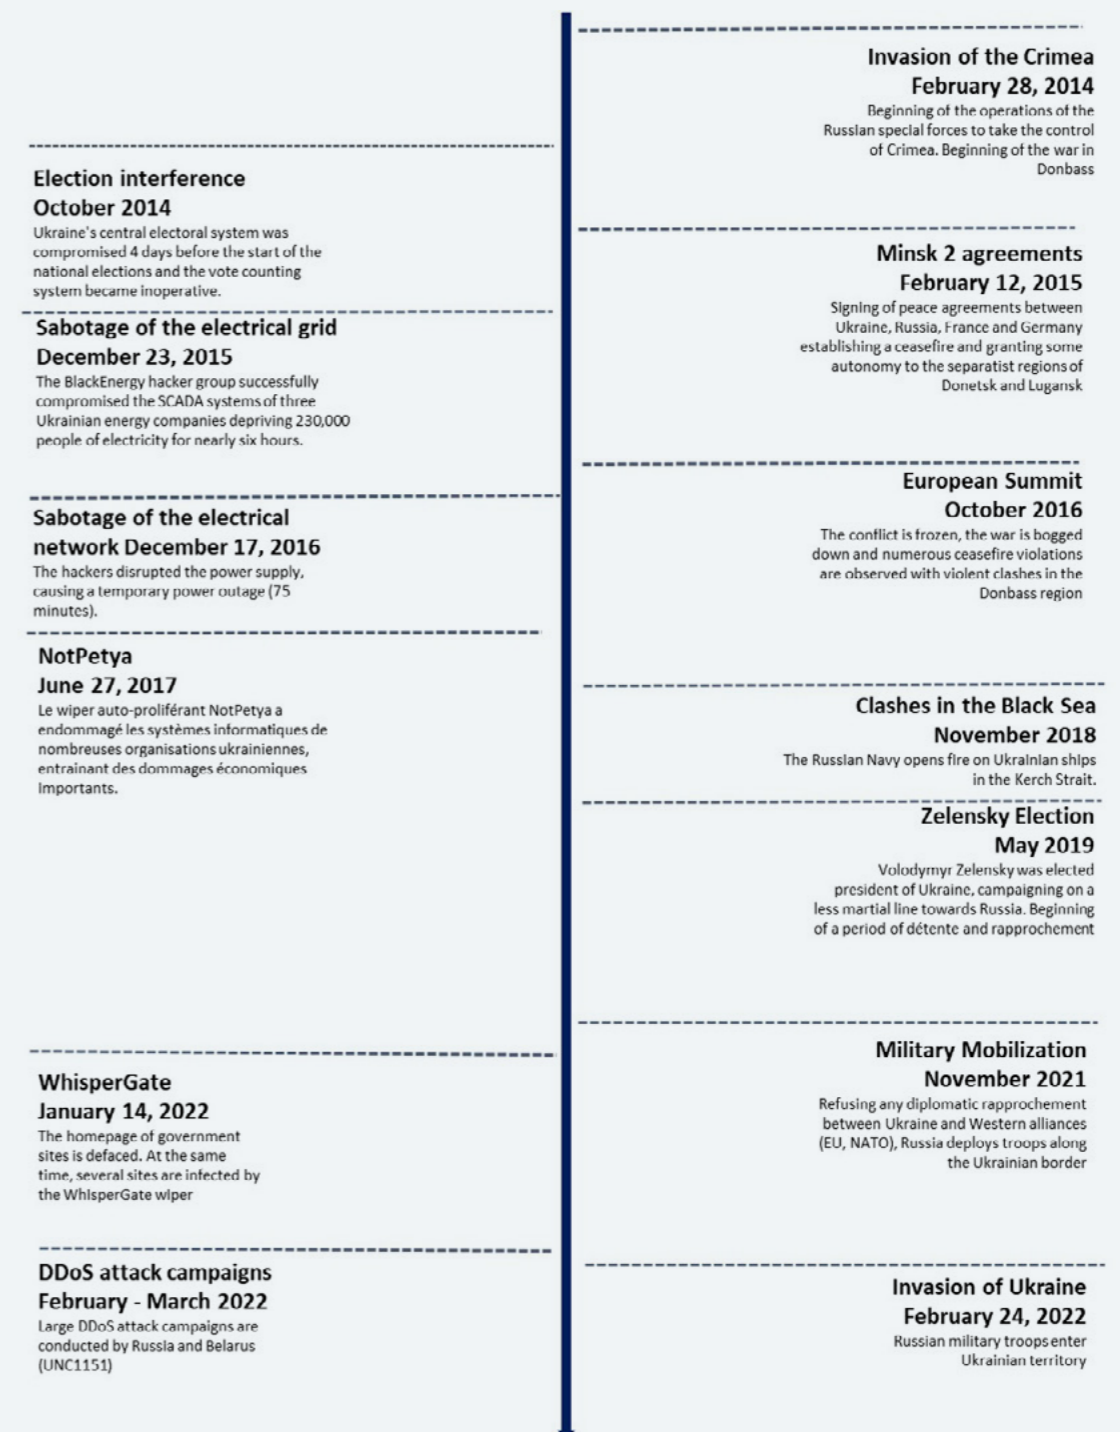 Invasion of the Crimea
February 28, 2014
Beginning of the operations of the
Russian special forces to take the control
of Crimea. Beginning of the war in
Donbass
Election interference
October 2014
Ukraine's central electoral system was
compromised 4 days before the start of the
national elections and the vote counting
system became inoperative.
Minsk 2 agreements
February 12, 2015
Signing of peace agreements between
Ukraine, Russia, France and Germany
establishing a ceasefire and granting some
autonomy to the separatist regions of
Donetsk and Lugansk
Sabotage of the electrical grid
December 23, 2015
The BlackEnergy hacker group successfully
compromised the SCADA systems of three
Ukrainian energy companies depriving 230,000
people of electricity for nearly six hours.
European Summit
October 2016
The conflict is frozen, the war is bogged
down and numerous ceasefire violations
are observed with violent clashes in the
Donbass region
Sabotage of the electrical
network December 17, 2016
The hackers disrupted the power supply,
causing a temporary power outage (75
minutes).
NotPetya
June 27, 2017
Le wiper auto-proliférant NotPetya a
endommagé les systèmes informatiques de
nombreuses organisations ukrainiennes,
entrainant des dommages économiques
importants.
Clashes in the Black Sea
November 2018
The Russian Navy opens fire on Ukrainian ships
in the Kerch Strait.
Zelensky Election
May 2019
Volodymyr Zelensky was elected
president of Ukraine, campaigning on a
less martial line towards Russia. Beginning
of a period of détente and rapprochement
Military Mobilization
November 2021
Refusing any diplomatic rapprochement
between Ukraine and Western alliances
(EU, NATO), Russia deploys troops along
the Ukrainian border
WhisperGate
January 14, 2022
The homepage of government
sites is defaced. At the same
time, several sites are infected by
the WhisperGate wiper
DDoS attack campaigns
February - March 2022
Large DDoS attack campaigns are
conducted by Russia and Belarus
(UNC1151)
Invasion of Ukraine
February 24, 2022
Russian military troops enter
Ukrainian territory